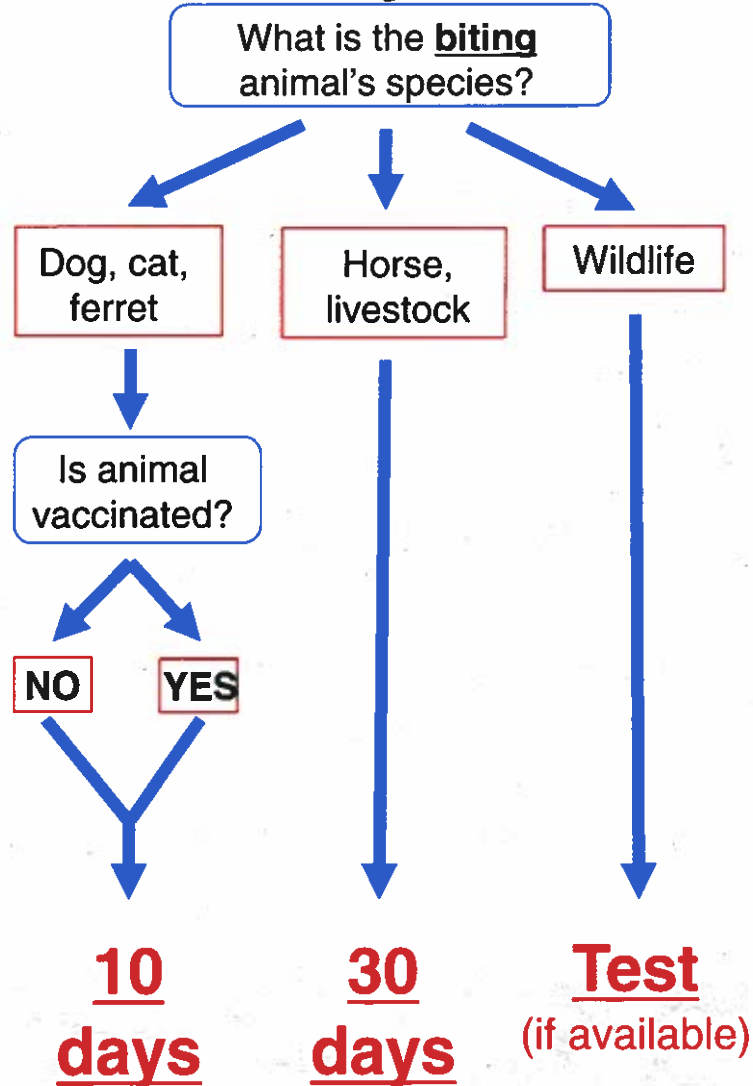 What is the biting
animal's species?
Dog, cat,
ferret
Horse,
livestock
Wildlife
Is animal
vaccinated?
NO
YES
10
days
30
days
Test
(if available)